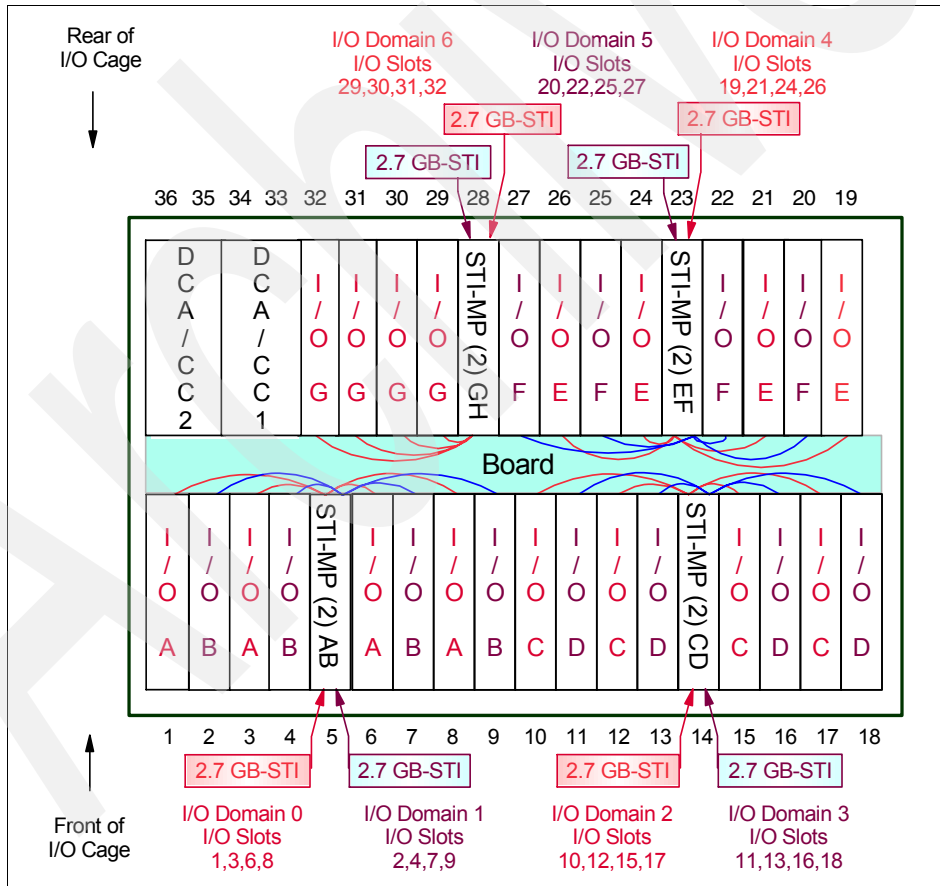 Rear of
I/O Cage
I/O Domain 6
I/O Slots
29,30,31,32
I/O Domain 5
I/O Slots
20,22,25,27
I/O Domain 4
I/O Slots
19,21,24,26
2.7 GB-STI
2.7 GB-STI
2.7 GB-STI
2.7 GB-STI
36 35 34 33 32 31 30 29 28 27 26 25 24 23 22 21 20 19
DCA/CC2
DCA/CC1
I/O G
I/O G
I/O G
I/O G
STI-MP (2) GH
I/O F
I/O E
I/O F
I/O E
STI-MP (2) EF
I/O F
I/O E
I/O F
I/O E
Board
I/O A
I/O B
I/O A
I/O B
STI-MP (2) AB
I/O A
I/O B
I/O A
I/O B
I/O C
I/O D
I/O C
I/O D
STI-MP (2) CD
I/O C
I/O D
I/O C
I/O D
1 2 3 4 5 6 7 8 9 10 11 12 13 14 15 16 17 18
2.7 GB-STI
2.7 GB-STI
2.7 GB-STI
2.7 GB-STI
Front of
I/O Cage
I/O Domain 0
I/O Slots
1,3,6,8
I/O Domain 1
I/O Slots
2,4,7,9
I/O Domain 2
I/O Slots
10,12,15,17
I/O Domain 3
I/O Slots
11,13,16,18